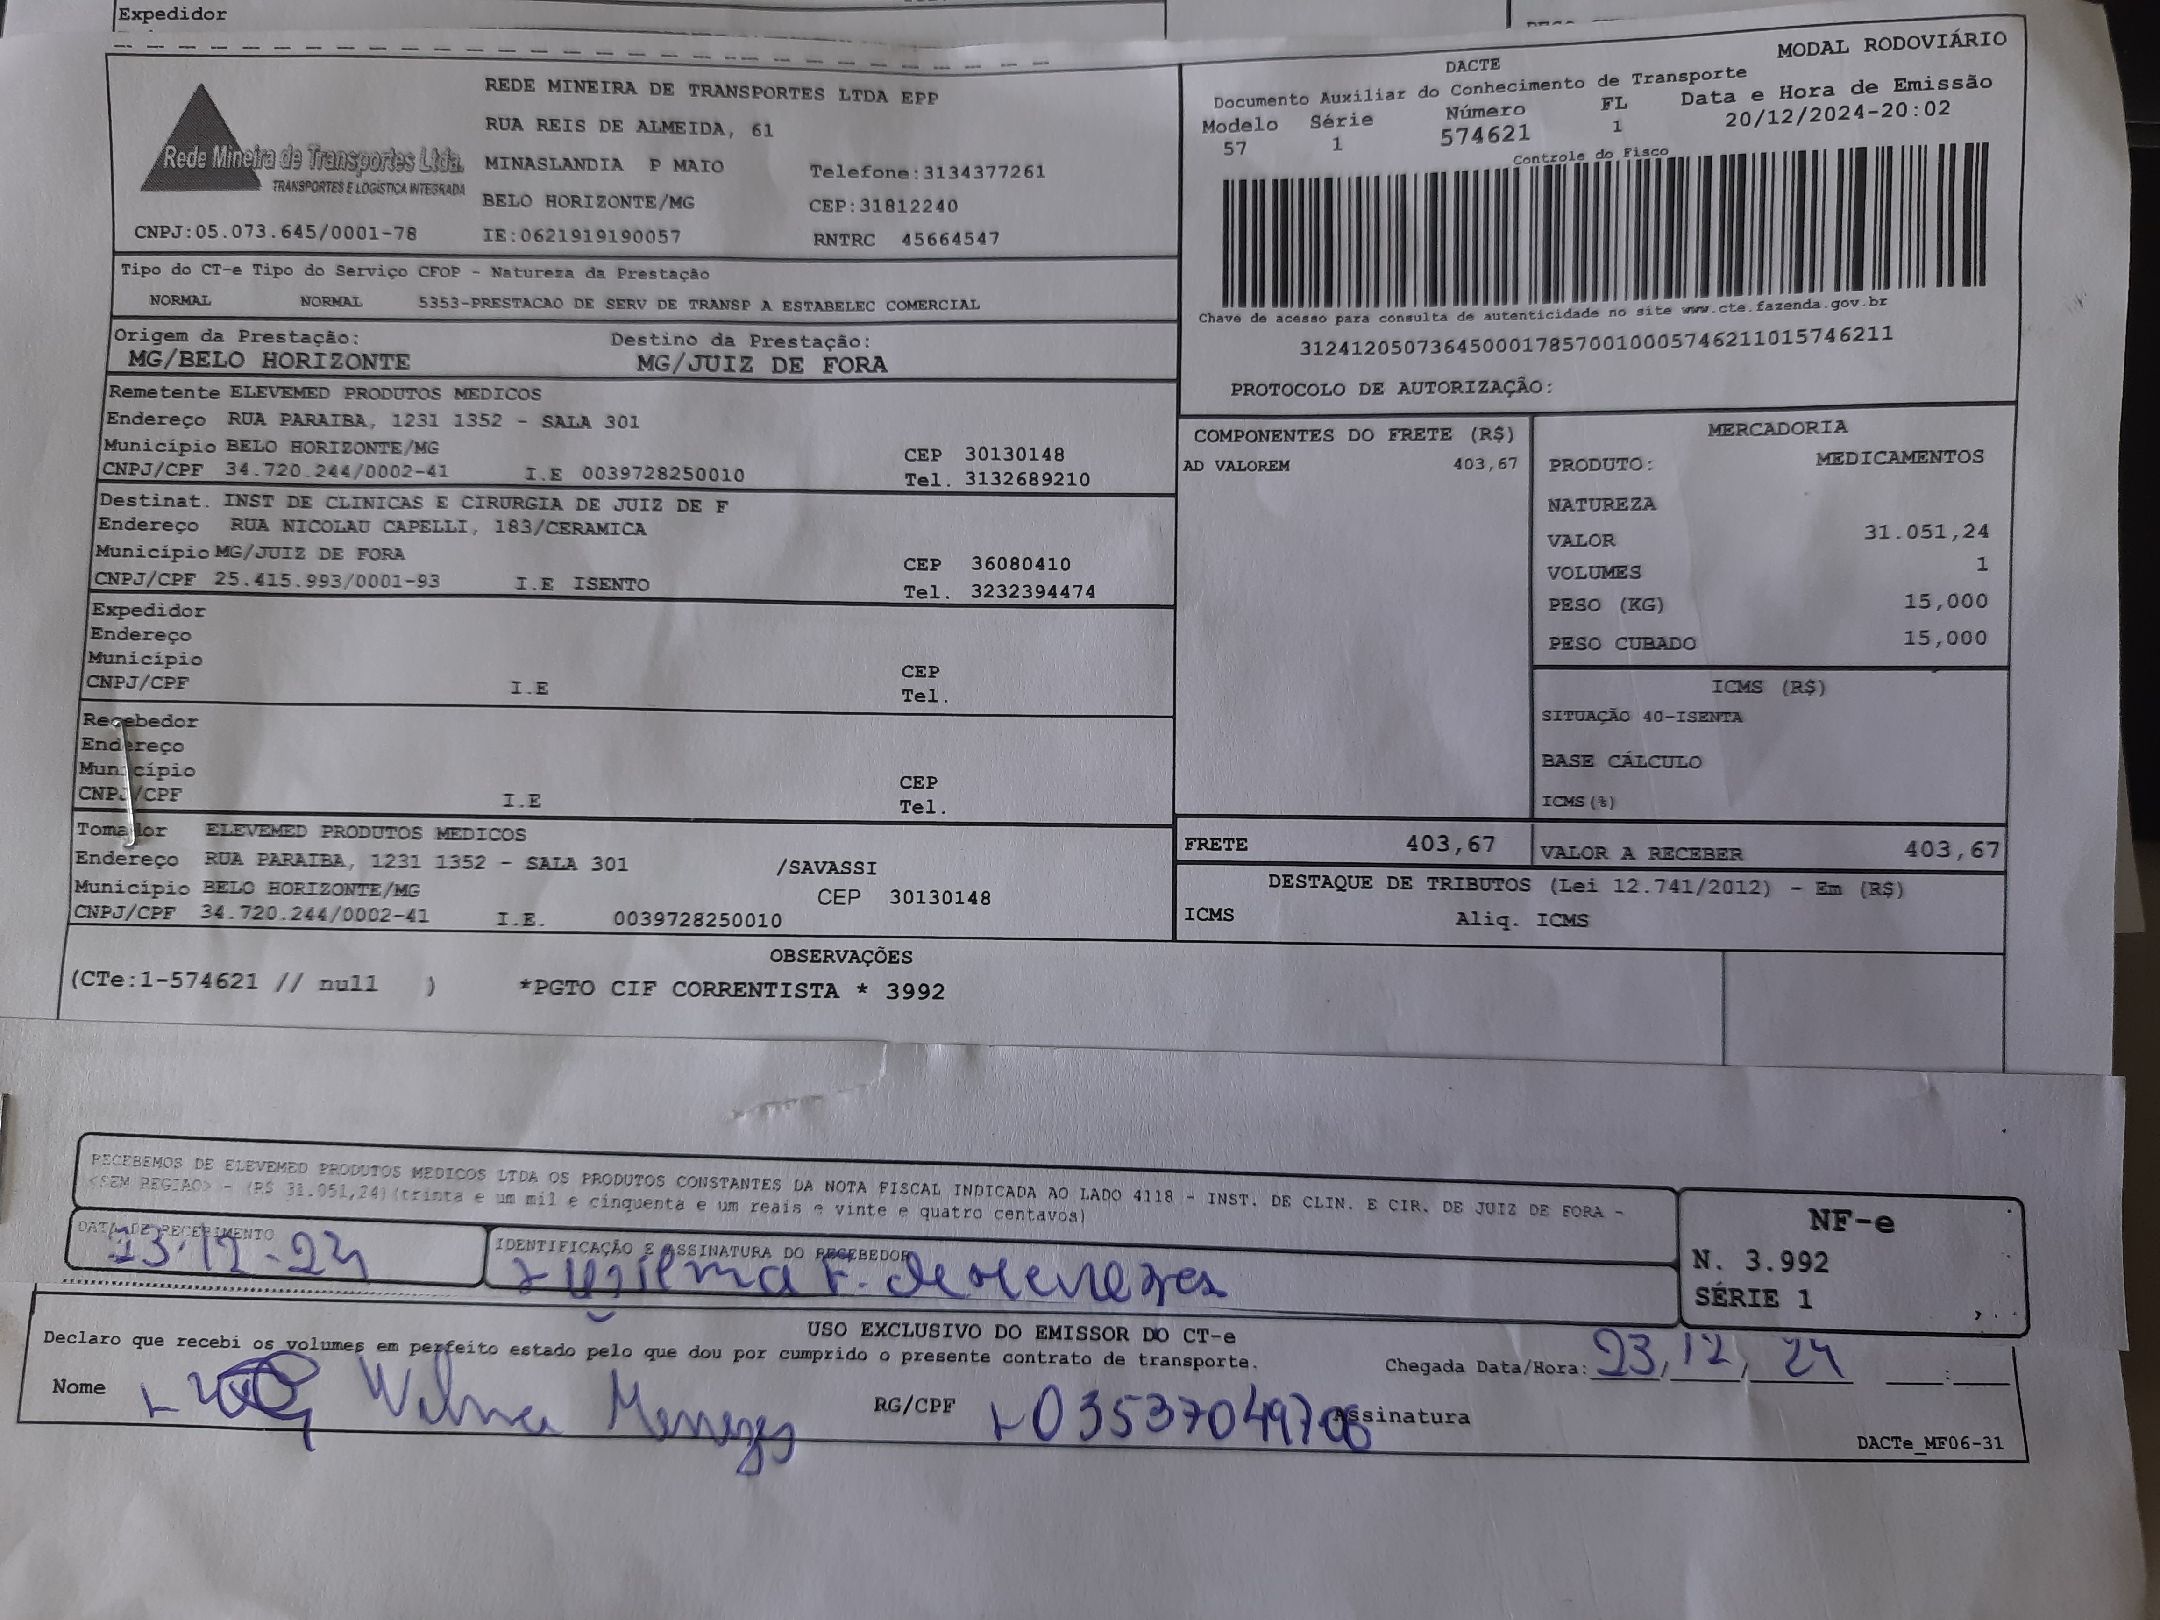 Expedidor
MODAL RODOVIÁRIO
REDE MINEIRA DE TRANSPORTES LTDA EPP
RUA REIS DE ALMEIDA, 61
MINASLANDIA P MAIO Telefone:3134377261
BELO HORIZONTE/MG CEP:31812240
CNPJ:05.073.645/0001-78 IE:0621919190057 RNTRC 45664547
Rede Mineira de Transportes Ltda.
TRANSPORTES E LOGÍSTICA INTEGRADA
DACTE
Documento Auxiliar do Conhecimento de Transporte
Modelo Série Número FL Data e Hora de Emissão
57 1 574621 1 20/12/2024-20:02
Controle do Fisco
Chave de acesso para consulta de autenticidade no site www.cte.fazenda.gov.br
31241205073645000178570010005746211015746211
PROTOCOLO DE AUTORIZAÇÃO:
Tipo do CT-e Tipo do Serviço CFOP - Natureza da Prestação
NORMAL NORMAL 5353-PRESTACAO DE SERV DE TRANSP A ESTABELEC COMERCIAL
Origem da Prestação: Destino da Prestação:
MG/BELO HORIZONTE MG/JUIZ DE FORA
Remetente ELEVEMED PRODUTOS MEDICOS
Endereço RUA PARAIBA, 1231 1352 - SALA 301
Município BELO HORIZONTE/MG CEP 30130148
CNPJ/CPF 34.720.244/0002-41 I.E 0039728250010 Tel. 3132689210
Destinat. INST DE CLINICAS E CIRURGIA DE JUIZ DE F
Endereço RUA NICOLAU CAPELLI, 183/CERAMICA
Município MG/JUIZ DE FORA CEP 36080410
CNPJ/CPF 25.415.993/0001-93 I.E ISENTO Tel. 3232394474
Expedidor
Endereço
Município CEP
CNPJ/CPF I.E Tel.
Recebedor
Endereço
Município CEP
CNPJ/CPF I.E Tel.
Tomador ELEVEMED PRODUTOS MEDICOS
Endereço RUA PARAIBA, 1231 1352 - SALA 301 /SAVASSI
Município BELO HORIZONTE/MG CEP 30130148
CNPJ/CPF 34.720.244/0002-41 I.E. 0039728250010
COMPONENTES DO FRETE (R$)
AD VALOREM 403,67
MERCADORIA
PRODUTO: MEDICAMENTOS
NATUREZA
VALOR 31.051,24
VOLUMES 1
PESO (KG) 15,000
PESO CUBADO 15,000
ICMS (R$)
SITUAÇÃO 40-ISENTA
BASE CÁLCULO
ICMS(%)
FRETE 403,67 VALOR A RECEBER 403,67
DESTAQUE DE TRIBUTOS (Lei 12.741/2012) - Em (R$)
ICMS Aliq. ICMS
OBSERVAÇÕES
(CTe:1-574621 // null ) *PGTO CIF CORRENTISTA * 3992
RECEBEMOS DE ELEVEMED PRODUTOS MEDICOS LTDA OS PRODUTOS CONSTANTES DA NOTA FISCAL INDICADA AO LADO 4118 - INST. DE CLIN. E CIR. DE JUIZ DE FORA -
<SEM REGIAO> - (R$ 31.051,24)(trinta e um mil e cinquenta e um reais e vinte e quatro centavos)
DATA DE RECEBIMENTO IDENTIFICAÇÃO E ASSINATURA DO RECEBEDOR
23.12.24 F. de Menezes
NF-e
N. 3.992
SÉRIE 1
USO EXCLUSIVO DO EMISSOR DO CT-e
Declaro que recebi os volumes em perfeito estado pelo que dou por cumprido o presente contrato de transporte. Chegada Data/Hora: 23,12,24
Nome Wilma Menezes RG/CPF Assinatura
DACTe_MF06-31